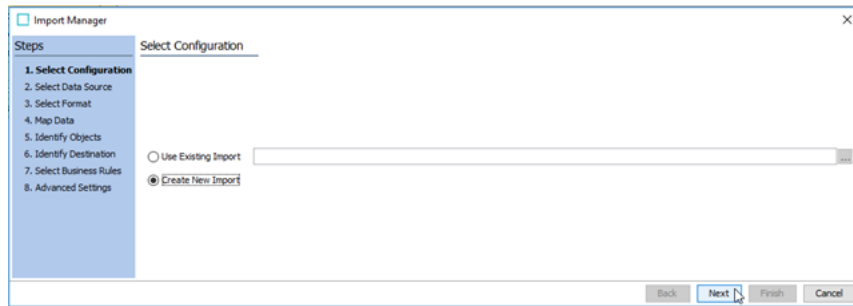 Import Manager
Steps
Select Configuration
1. Select Configuration
2. Select Data Source
3. Select Format
4. Map Data
5. Identify Objects
6. Identify Destination
7. Select Business Rules
8. Advanced Settings
Use Existing Import
...
Create New Import
Back
Next
Finish
Cancel